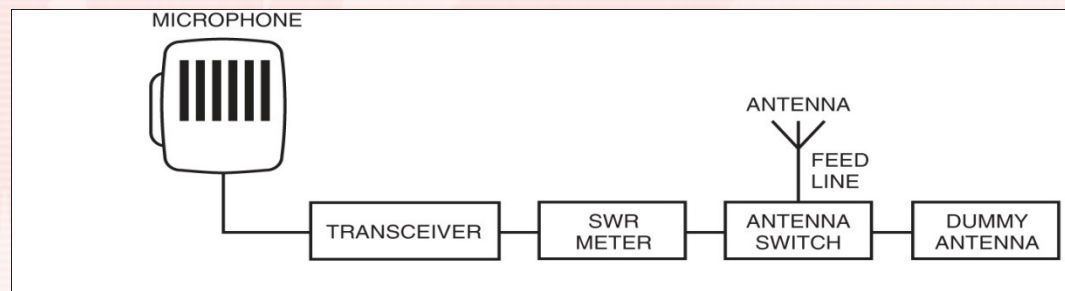 MICROPHONE
ANTENNA
FEED
LINE
TRANSCEIVER
SWR
METER
ANTENNA
SWITCH
DUMMY
ANTENNA